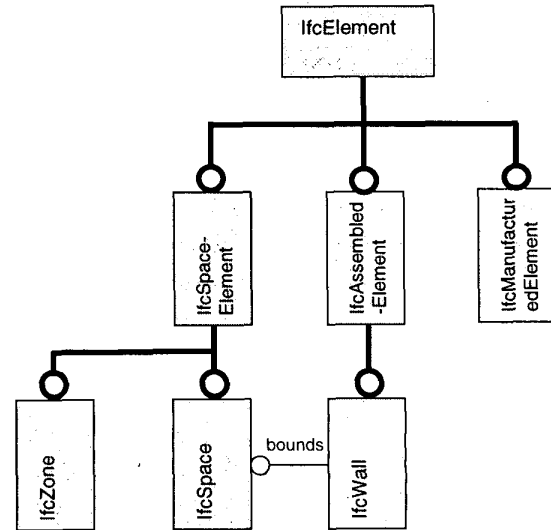 IfcElement
IfcSpace-
Element
IfcAssembled
-Element
IfcManufactur
edElement
IfcZone
IfcSpace
bounds
IfcWall